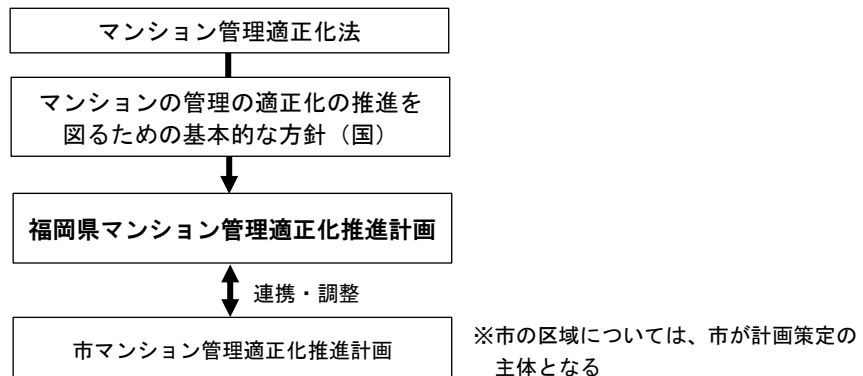 マンション管理適正化法
マンションの管理の適正化の推進を
図るための基本的な方針（国）
福岡県マンション管理適正化推進計画
連携・調整
市マンション管理適正化推進計画
※市の区域については、市が計画策定の
主体となる